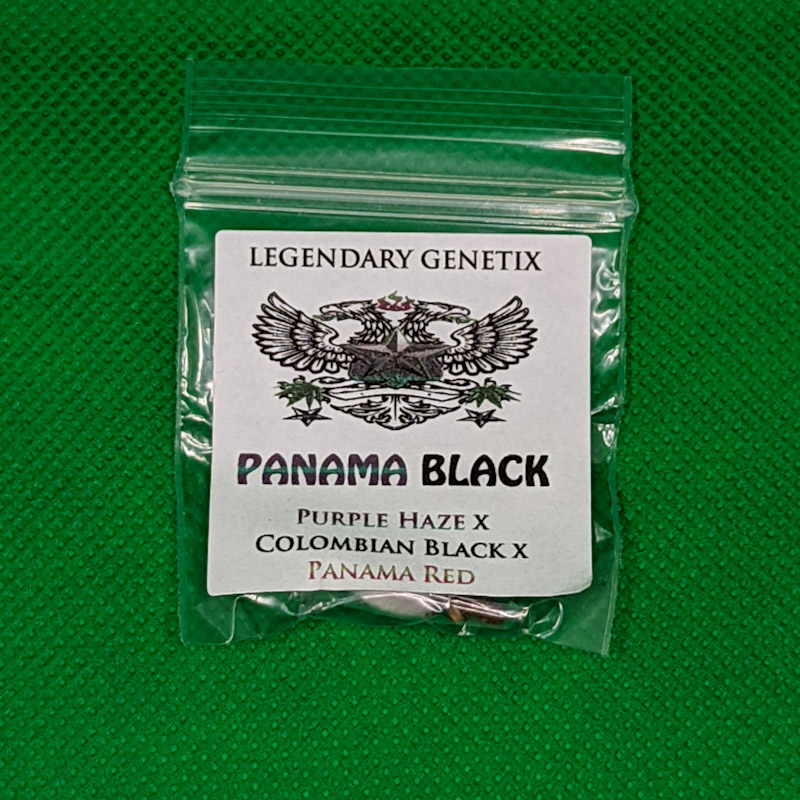 LEGENDARY GENETIX
PANAMA BLACK
PURPLE HAZE X
COLOMBIAN BLACK X
PANAMA RED